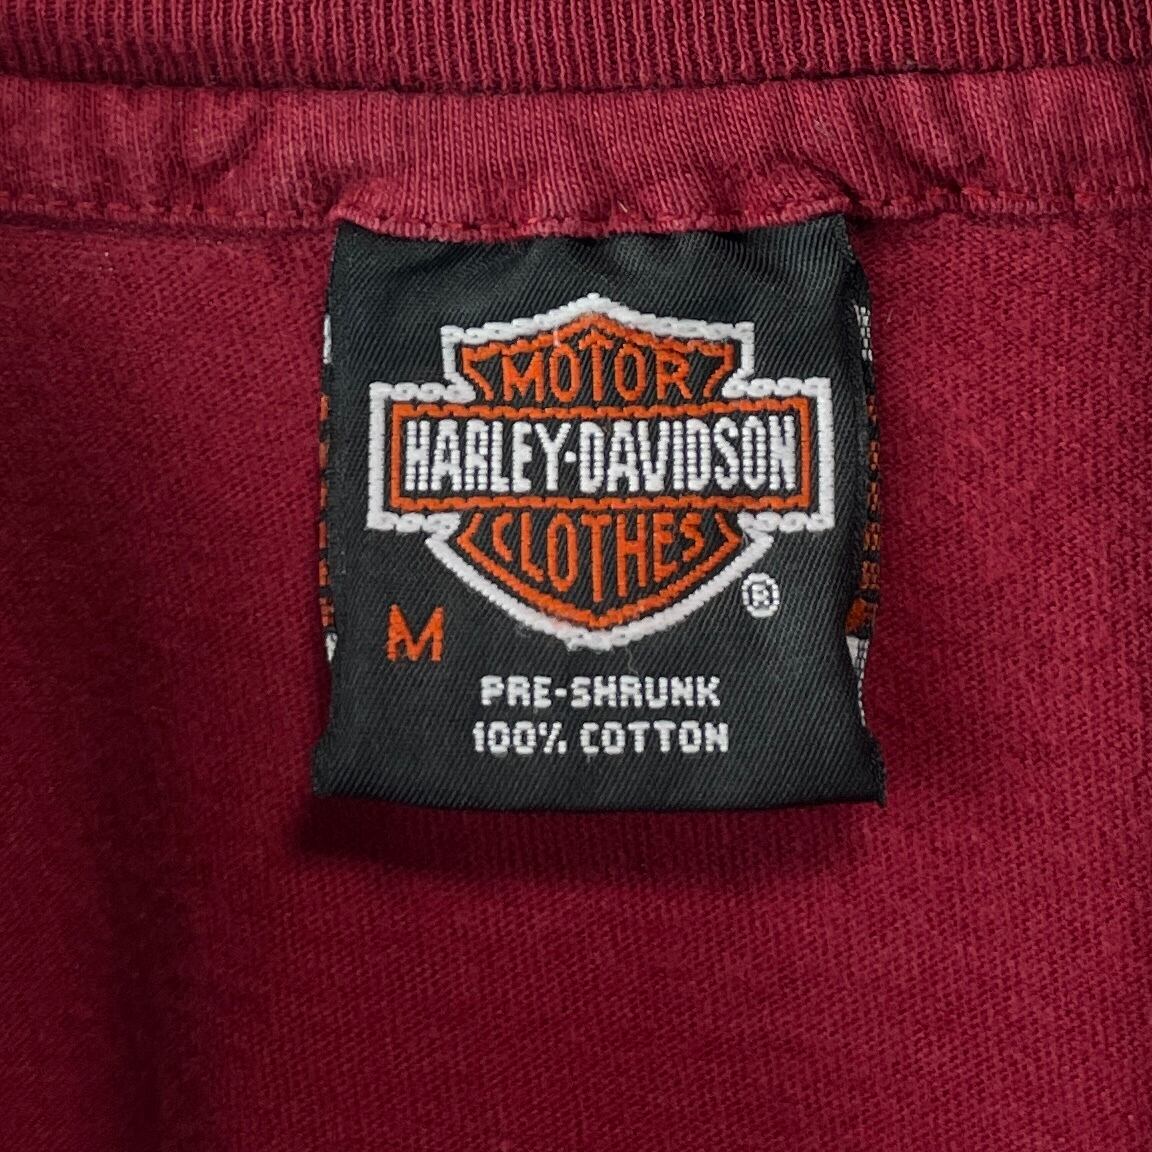 MOTOR
HARLEY-DAVIDSON
CLOTHES
®
M
PRE-SHRUNK
100% COTTON